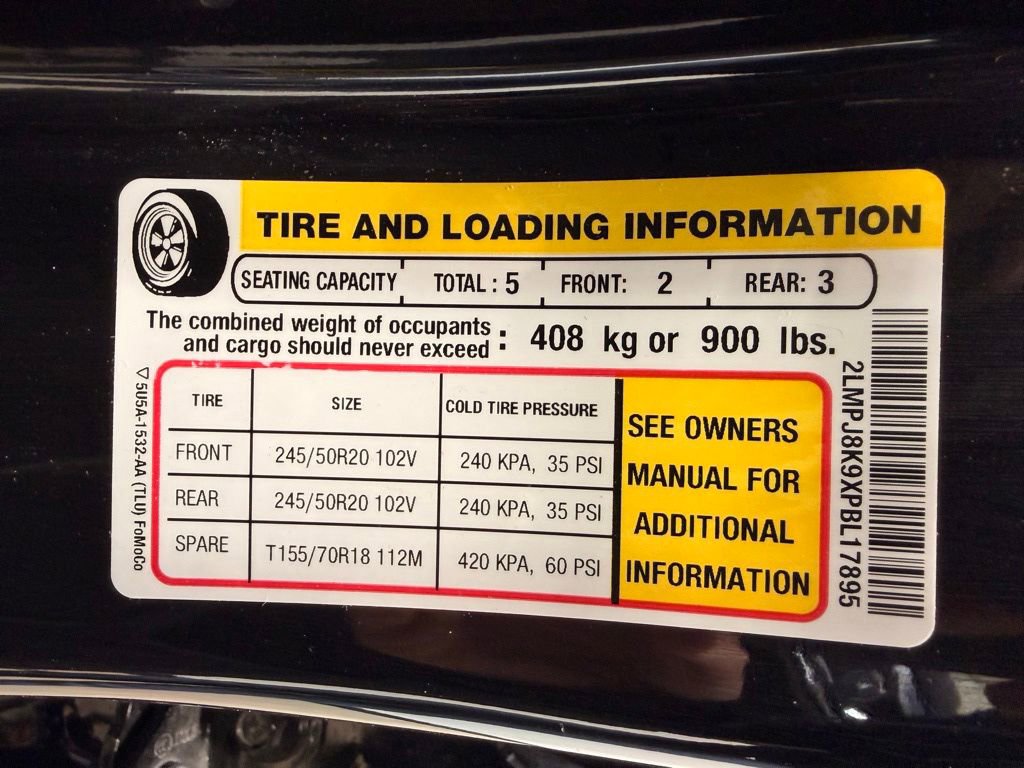 TIRE AND LOADING INFORMATION
SEATING CAPACITY TOTAL : 5 FRONT: 2 REAR: 3
The combined weight of occupants
and cargo should never exceed : 408 kg or 900 lbs.
TIRE SIZE COLD TIRE PRESSURE
FRONT 245/50R20 102V 240 KPA, 35 PSI
REAR 245/50R20 102V 240 KPA, 35 PSI
SPARE T155/70R18 112M 420 KPA, 60 PSI
SEE OWNERS
MANUAL FOR
ADDITIONAL
INFORMATION
▽ 5U5A-1532-AA (TLU) FoMoCo
2LMPJ8K9XPBL17895